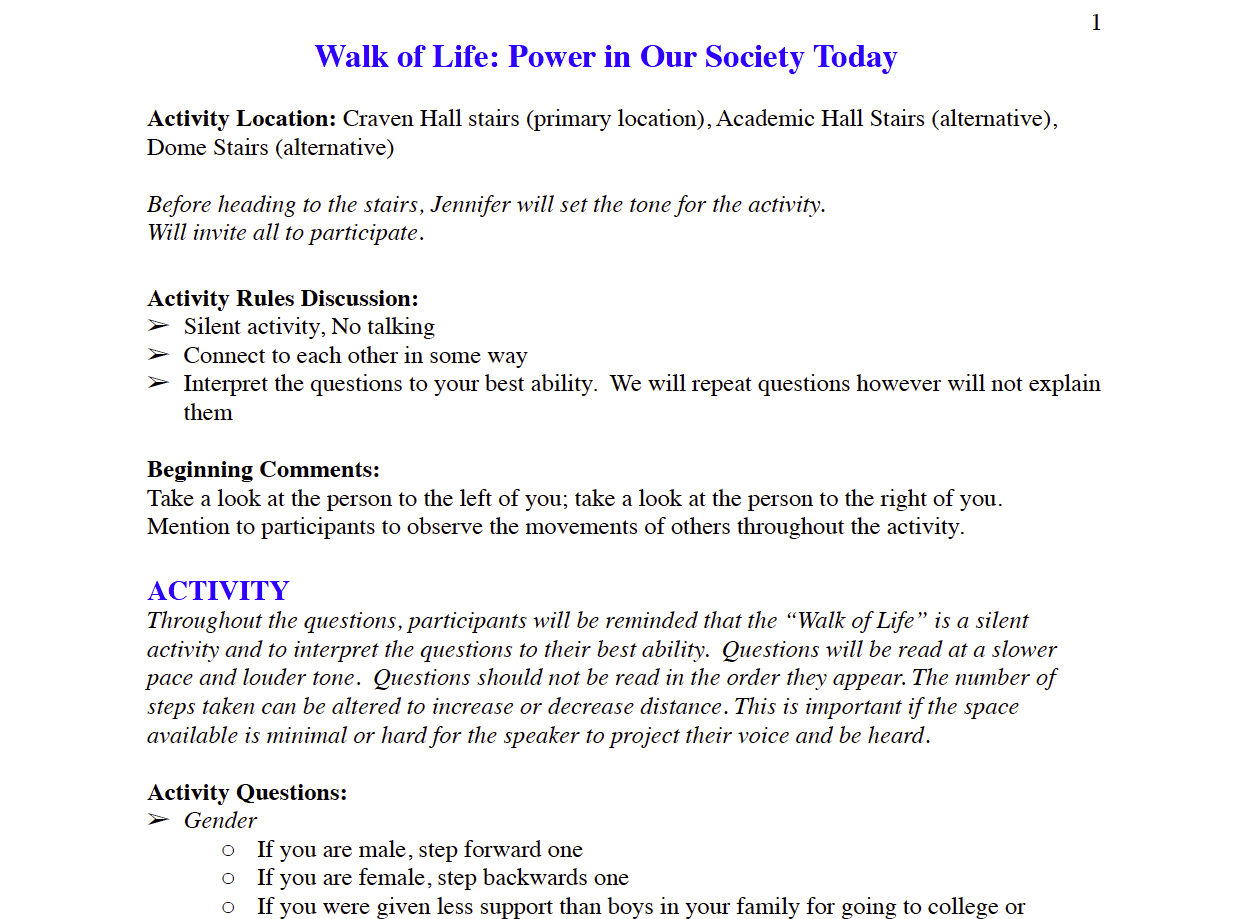 1
Walk of Life: Power in Our Society Today
Activity Location: Craven Hall stairs (primary location), Academic Hall Stairs (alternative),
Dome Stairs (alternative)
Before heading to the stairs, Jennifer will set the tone for the activity.
Will invite all to participate.
Activity Rules Discussion:
➢ Silent activity, No talking
➢ Connect to each other in some way
➢ Interpret the questions to your best ability.  We will repeat questions however will not explain
them
Beginning Comments:
Take a look at the person to the left of you; take a look at the person to the right of you.
Mention to participants to observe the movements of others throughout the activity.
ACTIVITY
Throughout the questions, participants will be reminded that the “Walk of Life” is a silent
activity and to interpret the questions to their best ability.  Questions will be read at a slower
pace and louder tone.  Questions should not be read in the order they appear. The number of
steps taken can be altered to increase or decrease distance. This is important if the space
available is minimal or hard for the speaker to project their voice and be heard.
Activity Questions:
➢ Gender
○ If you are male, step forward one
○ If you are female, step backwards one
○ If you were given less support than boys in your family for going to college or